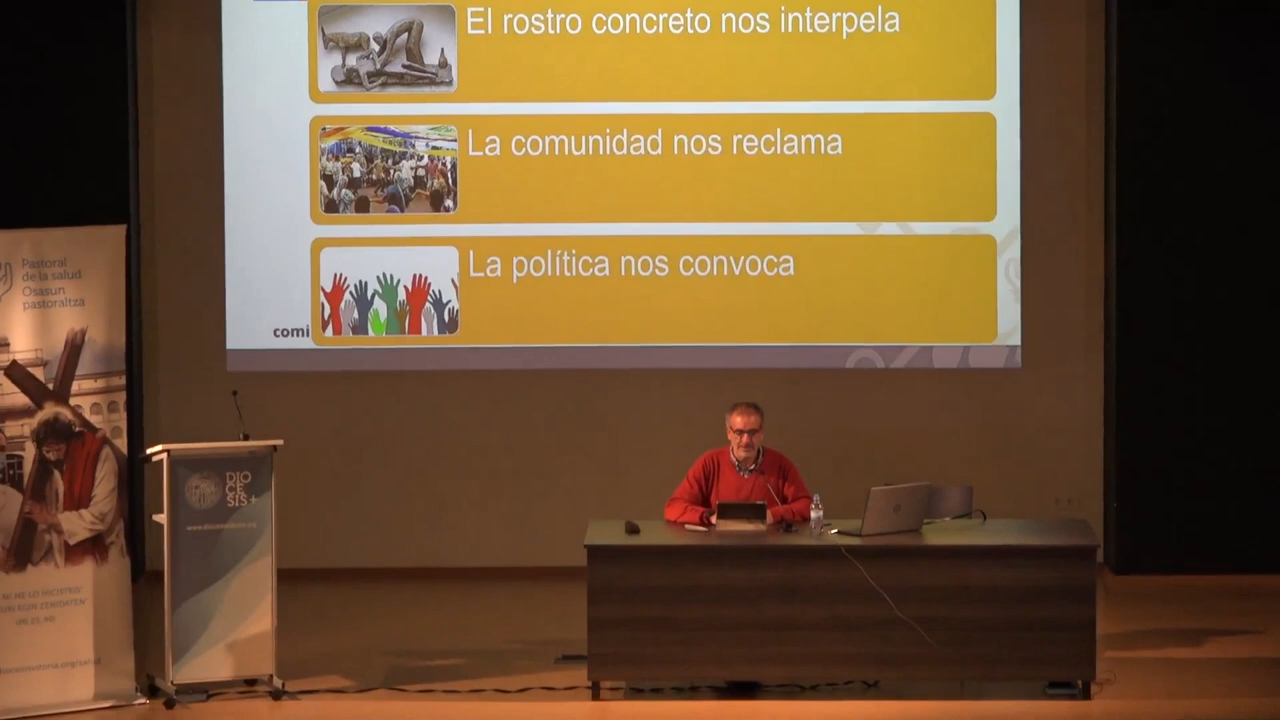 El rostro concreto nos interpela
La comunidad nos reclama
La política nos convoca
comi
Pastoral
de la salud
Osasun
pastoraltza
DIO
CE
SIS+